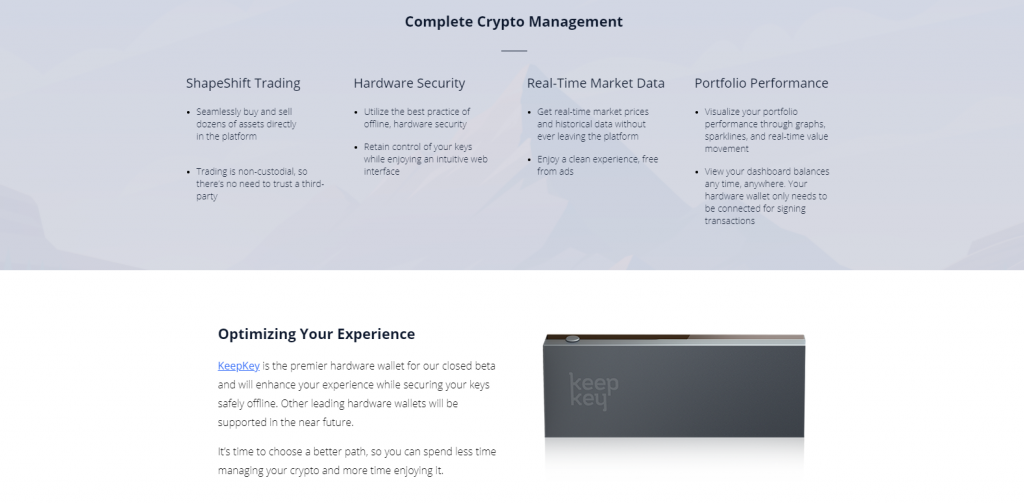 Complete Crypto Management
ShapeShift Trading
Seamlessly buy and sell
dozens of assets directly
in the platform
Trading is non-custodial, so
there's no need to trust a third-
party
Hardware Security
Utilize the best practice of
offline, hardware security
Retain control of your keys
while enjoying an intuitive web
interface
Real-Time Market Data
Get real-time market prices
and historical data without
ever leaving the platform
Enjoy a clean experience, free
from ads
Portfolio Performance
Visualize your portfolio
performance through graphs,
sparklines, and real-time value
movement
View your dashboard balances
any time, anywhere. Your
hardware wallet only needs to
be connected for signing
transactions
Optimizing Your Experience
KeepKey is the premier hardware wallet for our closed beta
and will enhance your experience while securing your keys
safely offline. Other leading hardware wallets will be
supported in the near future.
It's time to choose a better path, so you can spend less time
managing your crypto and more time enjoying it.
keep
key